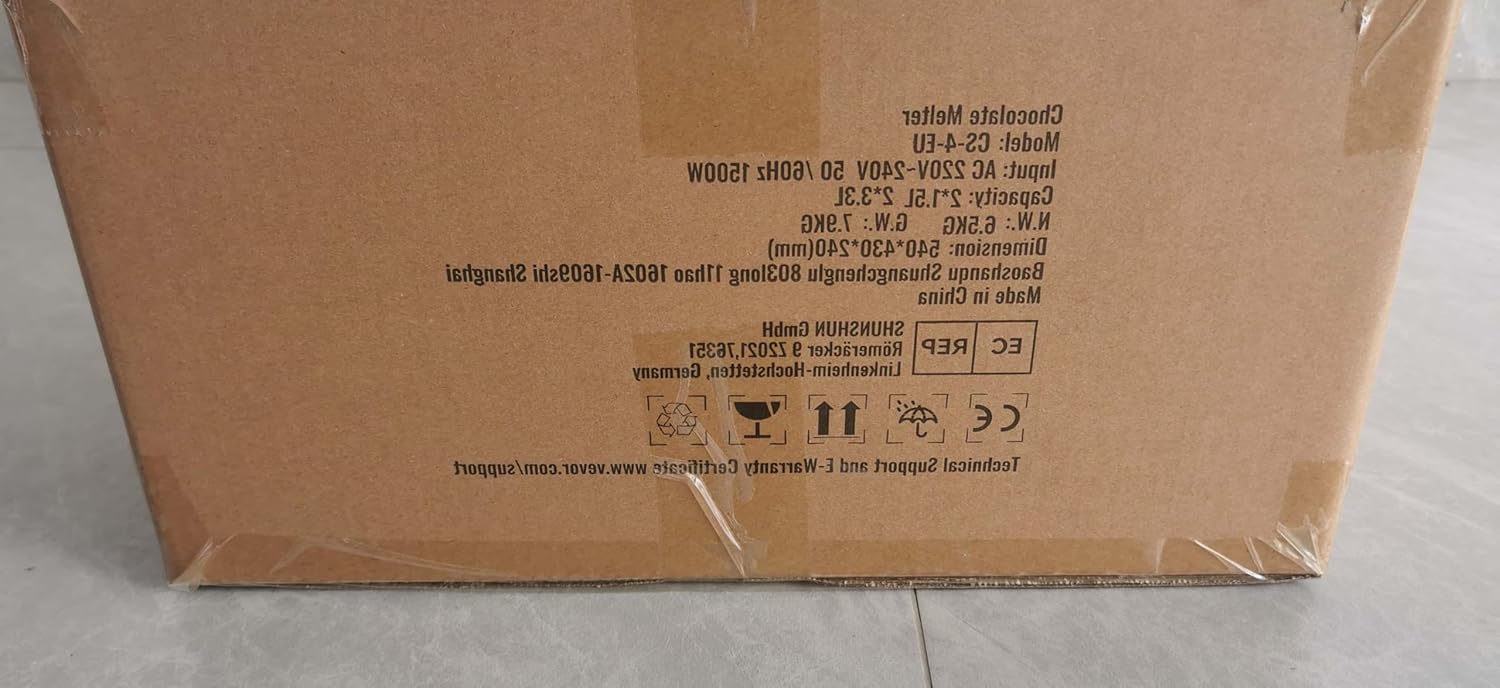 Chocolate Melter
Model: CS-4-EU
Input: AC 220V~240V 50 /60Hz 1500W
Capacity: 2*1.5L 2*3.3L
N.W.: 6.5KG G.W.: 7.9KG
Dimension: 540*430*240(mm)
Baoshanqu Shuangchenglu 803long 11hao 1602A-1609shi Shanghai
Made in China
EC REP
SHUNSHUN GmbH
Römeräcker 9 Z2021,76351
Linkenheim-Hochstetten, Germany
CE
Technical Support and E-Warranty Certificate www.vevor.com/support